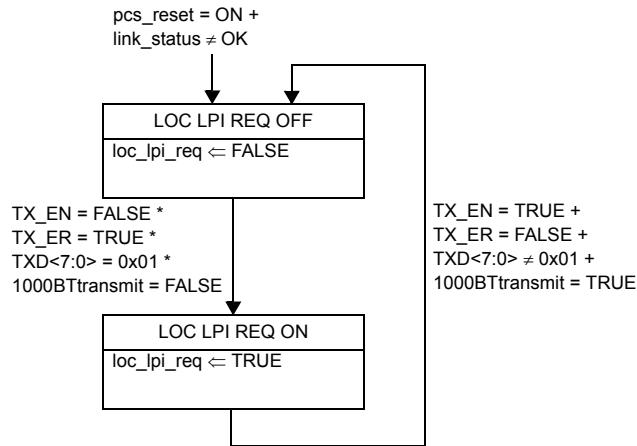 pcs_reset = ON +
link_status ≠ OK
LOC LPI REQ OFF
loc_lpi_req ⇐ FALSE
TX_EN = FALSE *
TX_ER = TRUE *
TXD<7:0> = 0x01 *
1000BTtransmit = FALSE
TX_EN = TRUE +
TX_ER = FALSE +
TXD<7:0> ≠ 0x01 +
1000BTtransmit = TRUE
LOC LPI REQ ON
loc_lpi_req ⇐ TRUE